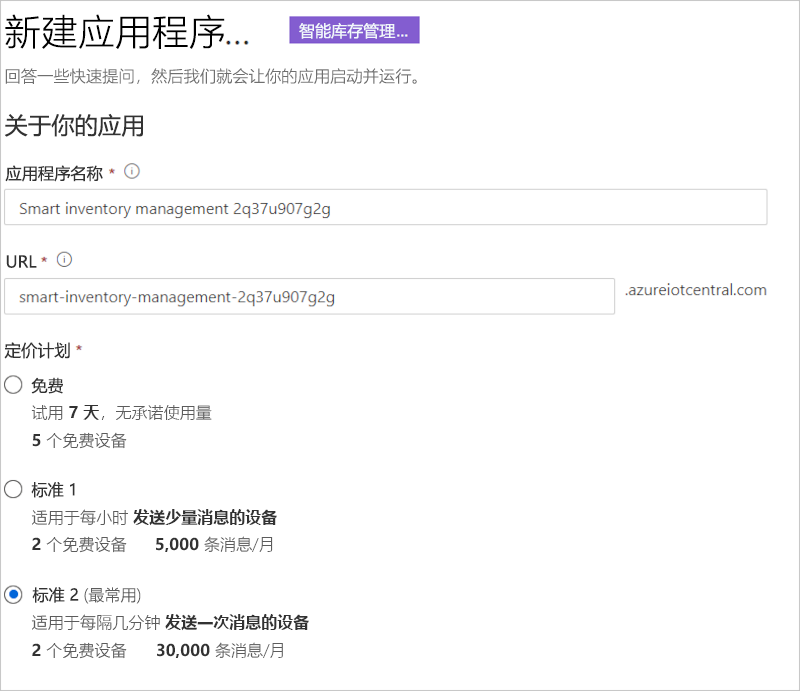 新建应用程序...
智能库存管理...
回答一些快速提问，然后我们就会让你的应用启动并运行。
关于你的应用
应用程序名称 *
Smart inventory management 2q37u907g2g
URL *
smart-inventory-management-2q37u907g2g
.azureiotcentral.com
定价计划 *
免费
试用 7 天，无承诺使用量
5 个免费设备
标准 1
适用于每小时 发送少量消息的设备
2 个免费设备 5,000 条消息/月
标准 2 (最常用)
适用于每隔几分钟 发送一次消息的设备
2 个免费设备 30,000 条消息/月